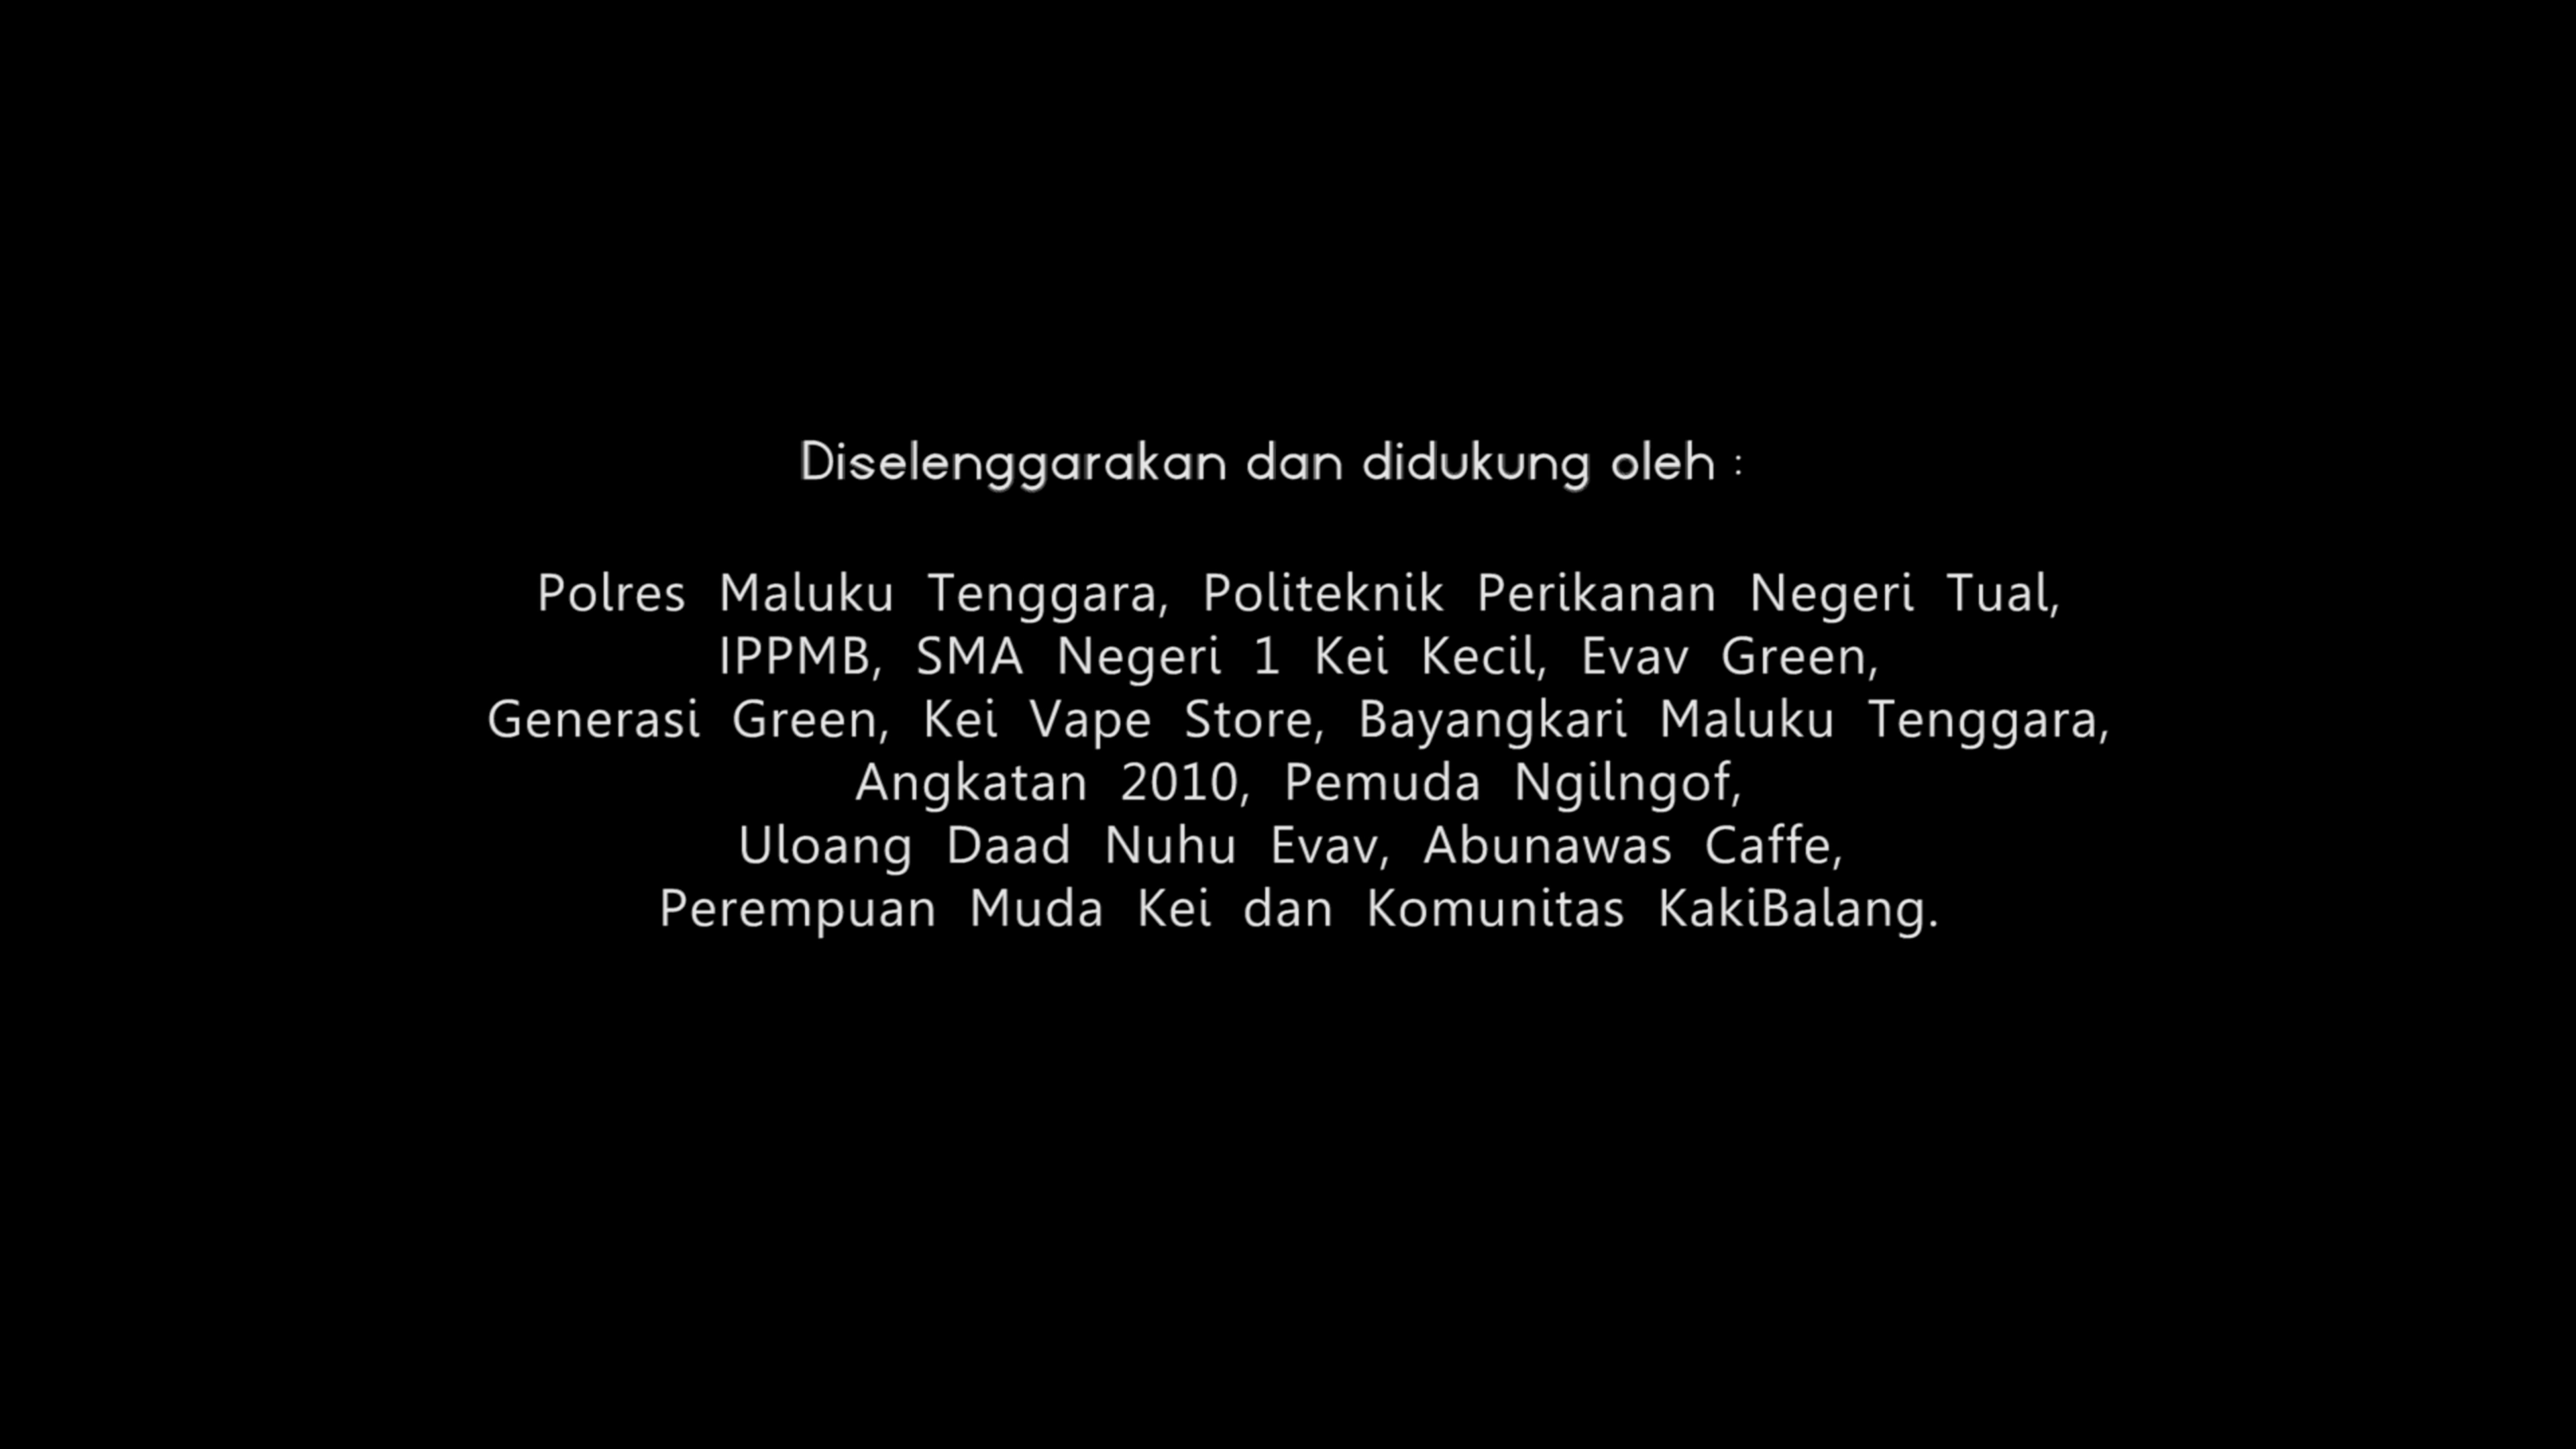 Diselenggarakan dan didukung oleh :
Polres Maluku Tenggara, Politeknik Perikanan Negeri Tual,
IPPMB, SMA Negeri 1 Kei Kecil, Evav Green,
Generasi Green, Kei Vape Store, Bayangkari Maluku Tenggara,
Angkatan 2010, Pemuda Ngilngof,
Uloang Daad Nuhu Evav, Abunawas Caffe,
Perempuan Muda Kei dan Komunitas KakiBalang.